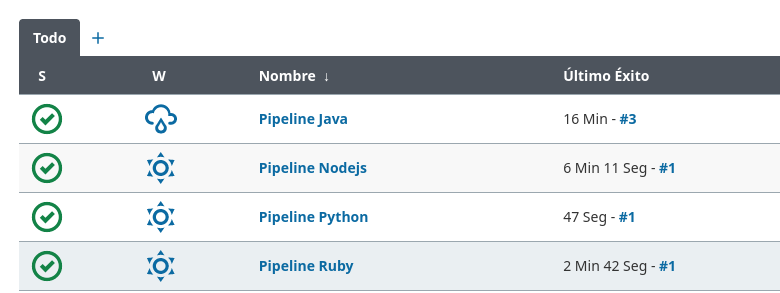 Todo +
S W Nombre ↓ Último Éxito
Pipeline Java 16 Min - #3
Pipeline Nodejs 6 Min 11 Seg - #1
Pipeline Python 47 Seg - #1
Pipeline Ruby 2 Min 42 Seg - #1